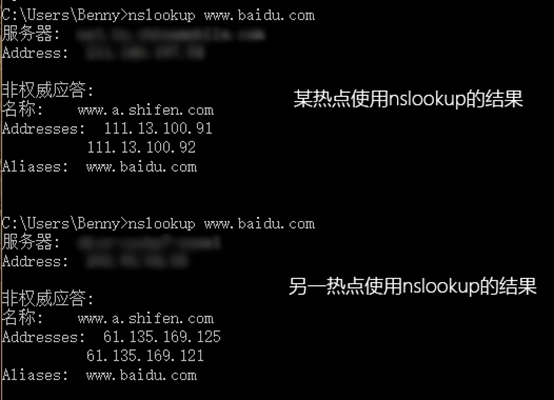 C:\Users\Benny>nslookup www.baidu.com
服务器:
Address:
非权威应答:
名称:    www.a.shifen.com
Addresses:  111.13.100.91
111.13.100.92
Aliases:  www.baidu.com
某热点使用nslookup的结果
C:\Users\Benny>nslookup www.baidu.com
服务器:
Address:
非权威应答:
名称:    www.a.shifen.com
Addresses:  61.135.169.125
61.135.169.121
Aliases:  www.baidu.com
另一热点使用nslookup的结果